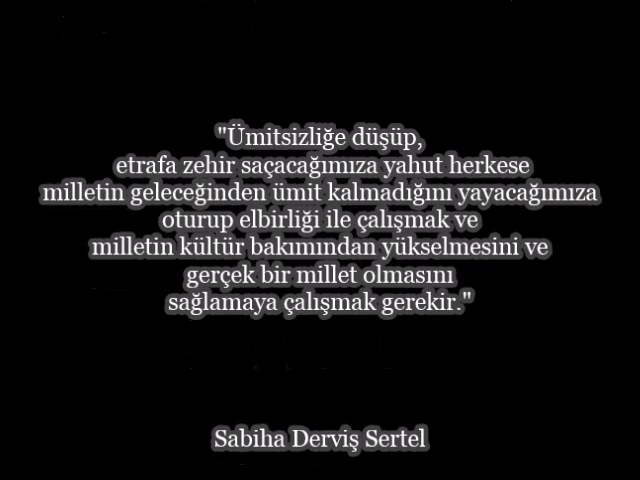 "Ümitsizliğe düşüp,
etrafa zehir saçacağımıza yahut herkese
milletin geleceğinden ümit kalmadığını yayacağımıza
oturup elbirliği ile çalışmak ve
milletin kültür bakımından yükselmesini ve
gerçek bir millet olmasını
sağlamaya çalışmak gerekir."
Sabiha Derviş Sertel